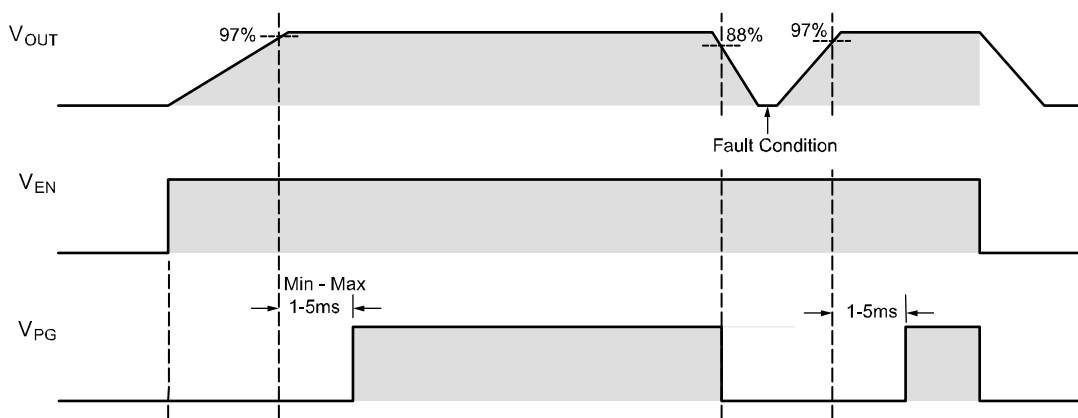 V_OUT
97%
88%
97%
Fault Condition
V_EN
Min - Max
1-5ms
1-5ms
V_PG